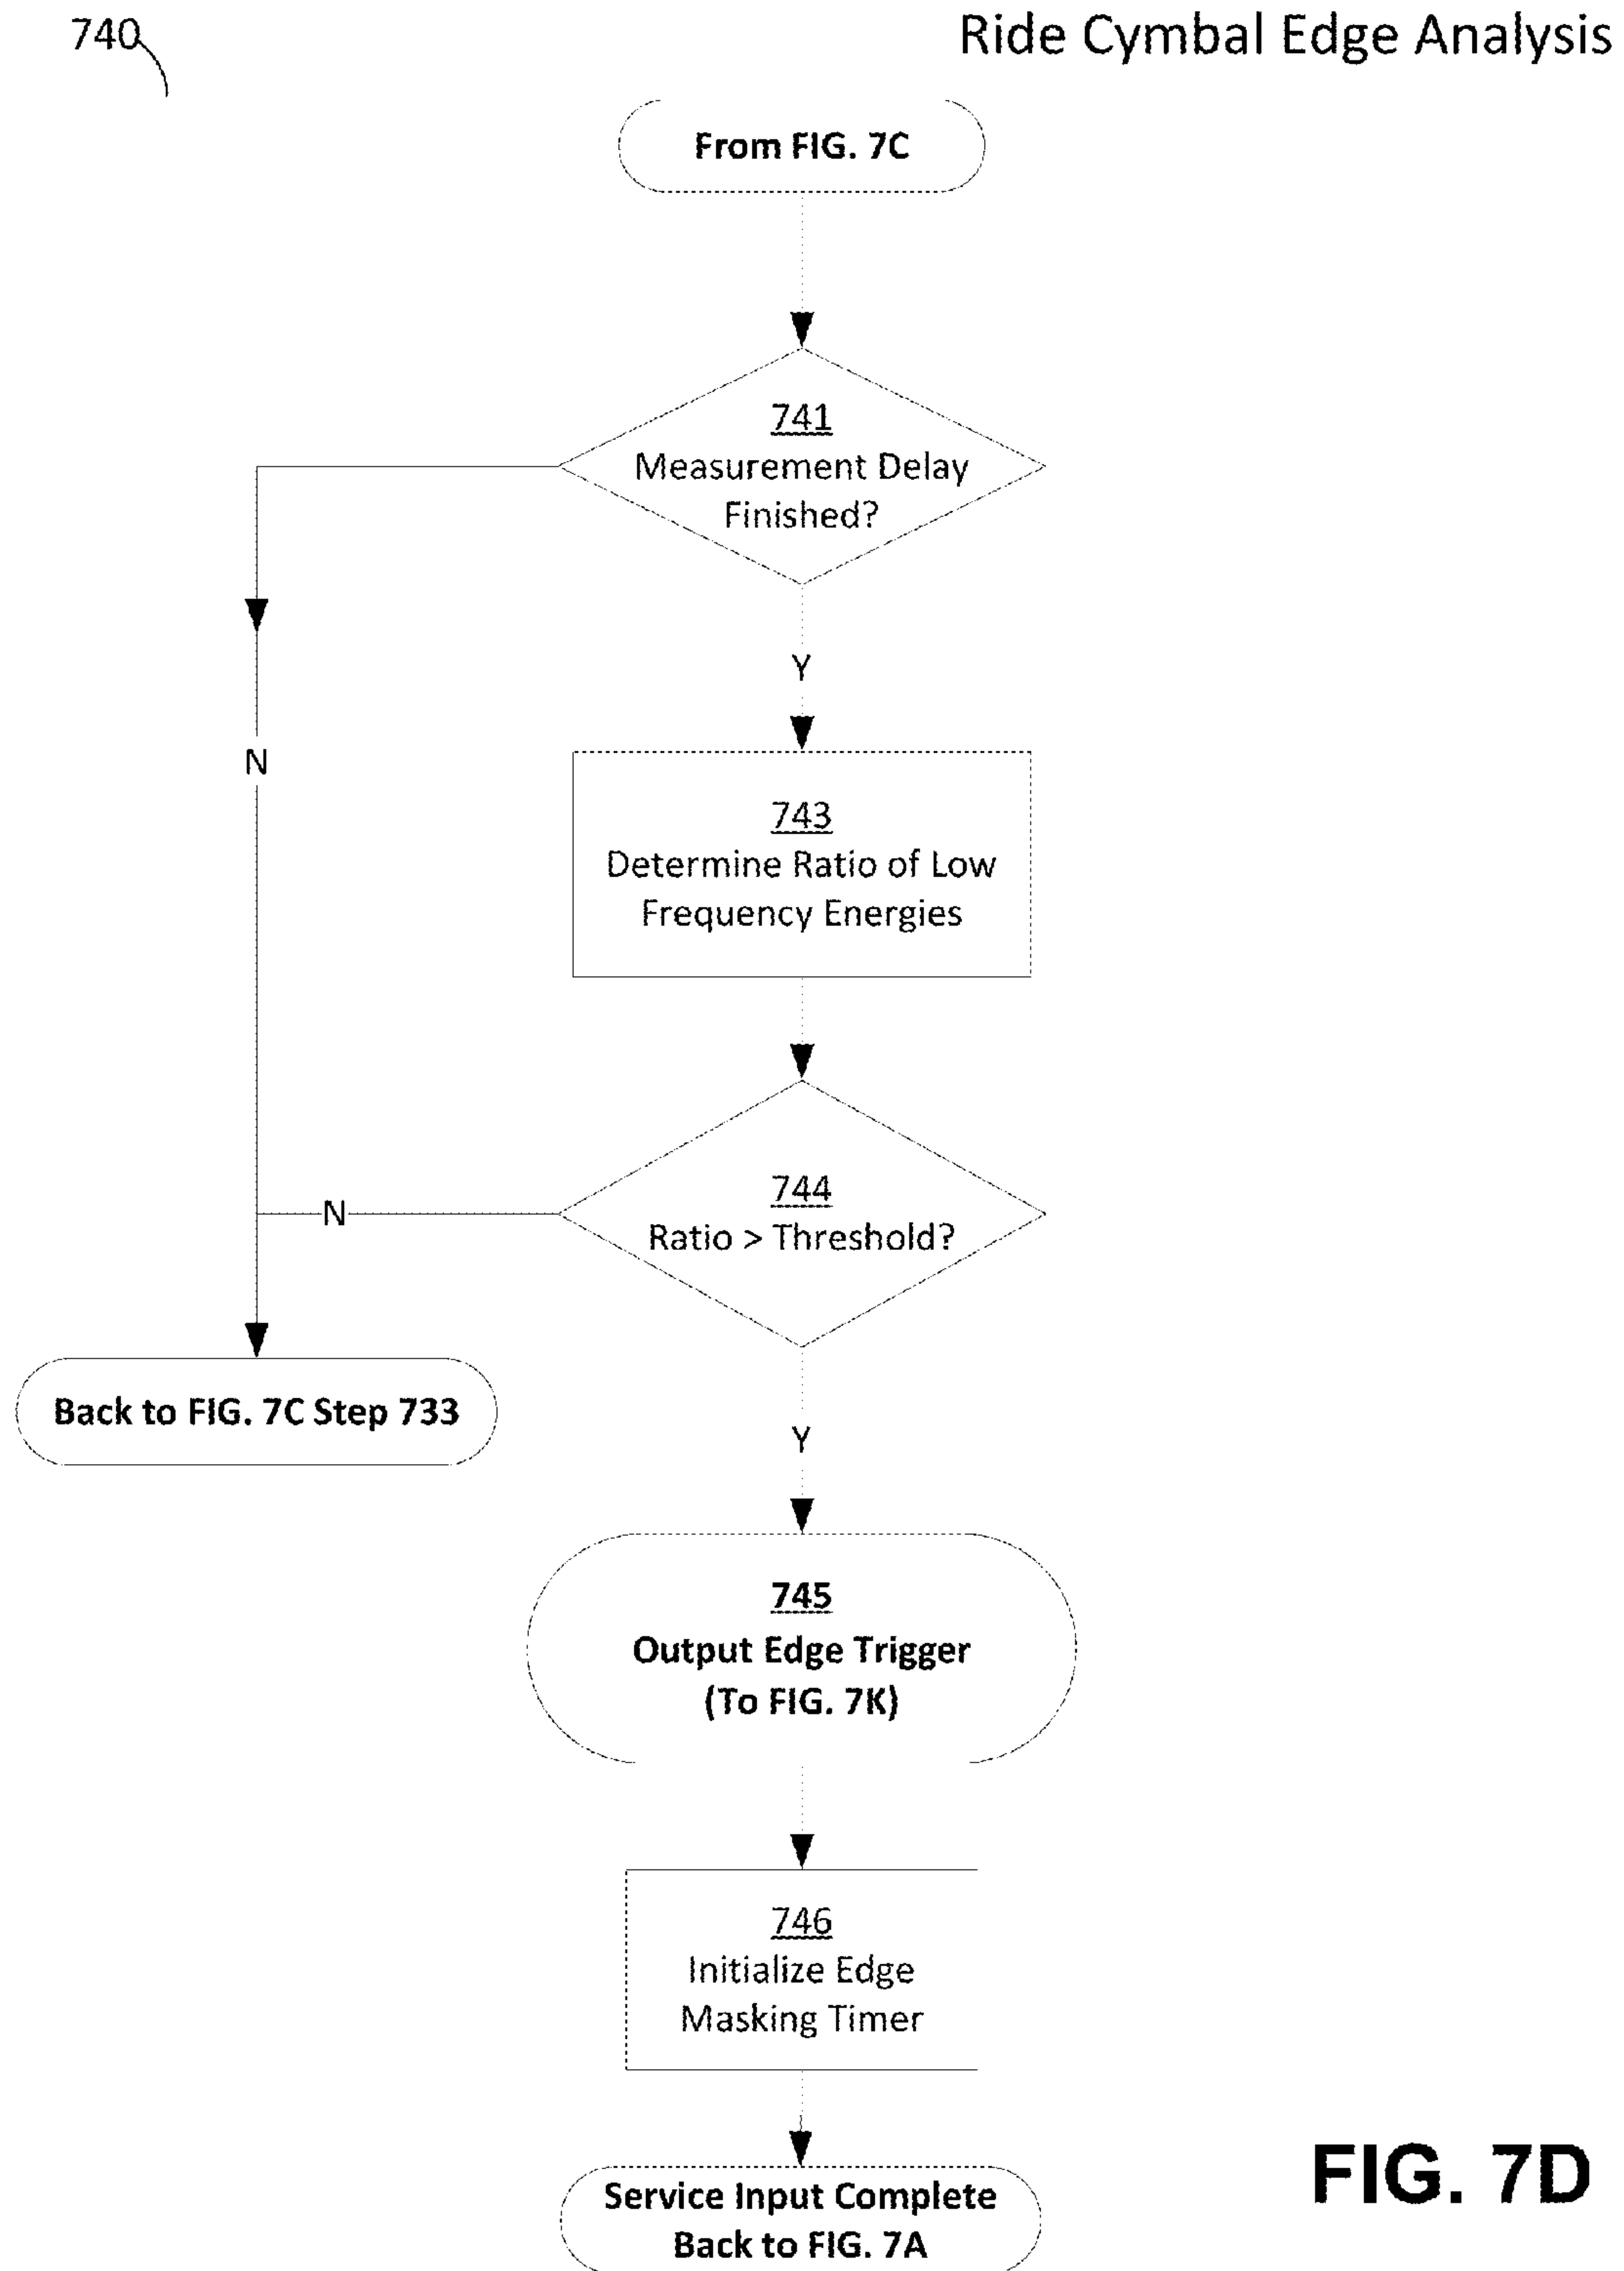 740
Ride Cymbal Edge Analysis
From FIG. 7C
741
Measurement Delay
Finished?
Y
N
743
Determine Ratio of Low
Frequency Energies
744
Ratio > Threshold?
N
Back to FIG. 7C Step 733
Y
745
Output Edge Trigger
(To FIG. 7K)
746
Initialize Edge
Masking Timer
Service Input Complete
Back to FIG. 7A
FIG. 7D